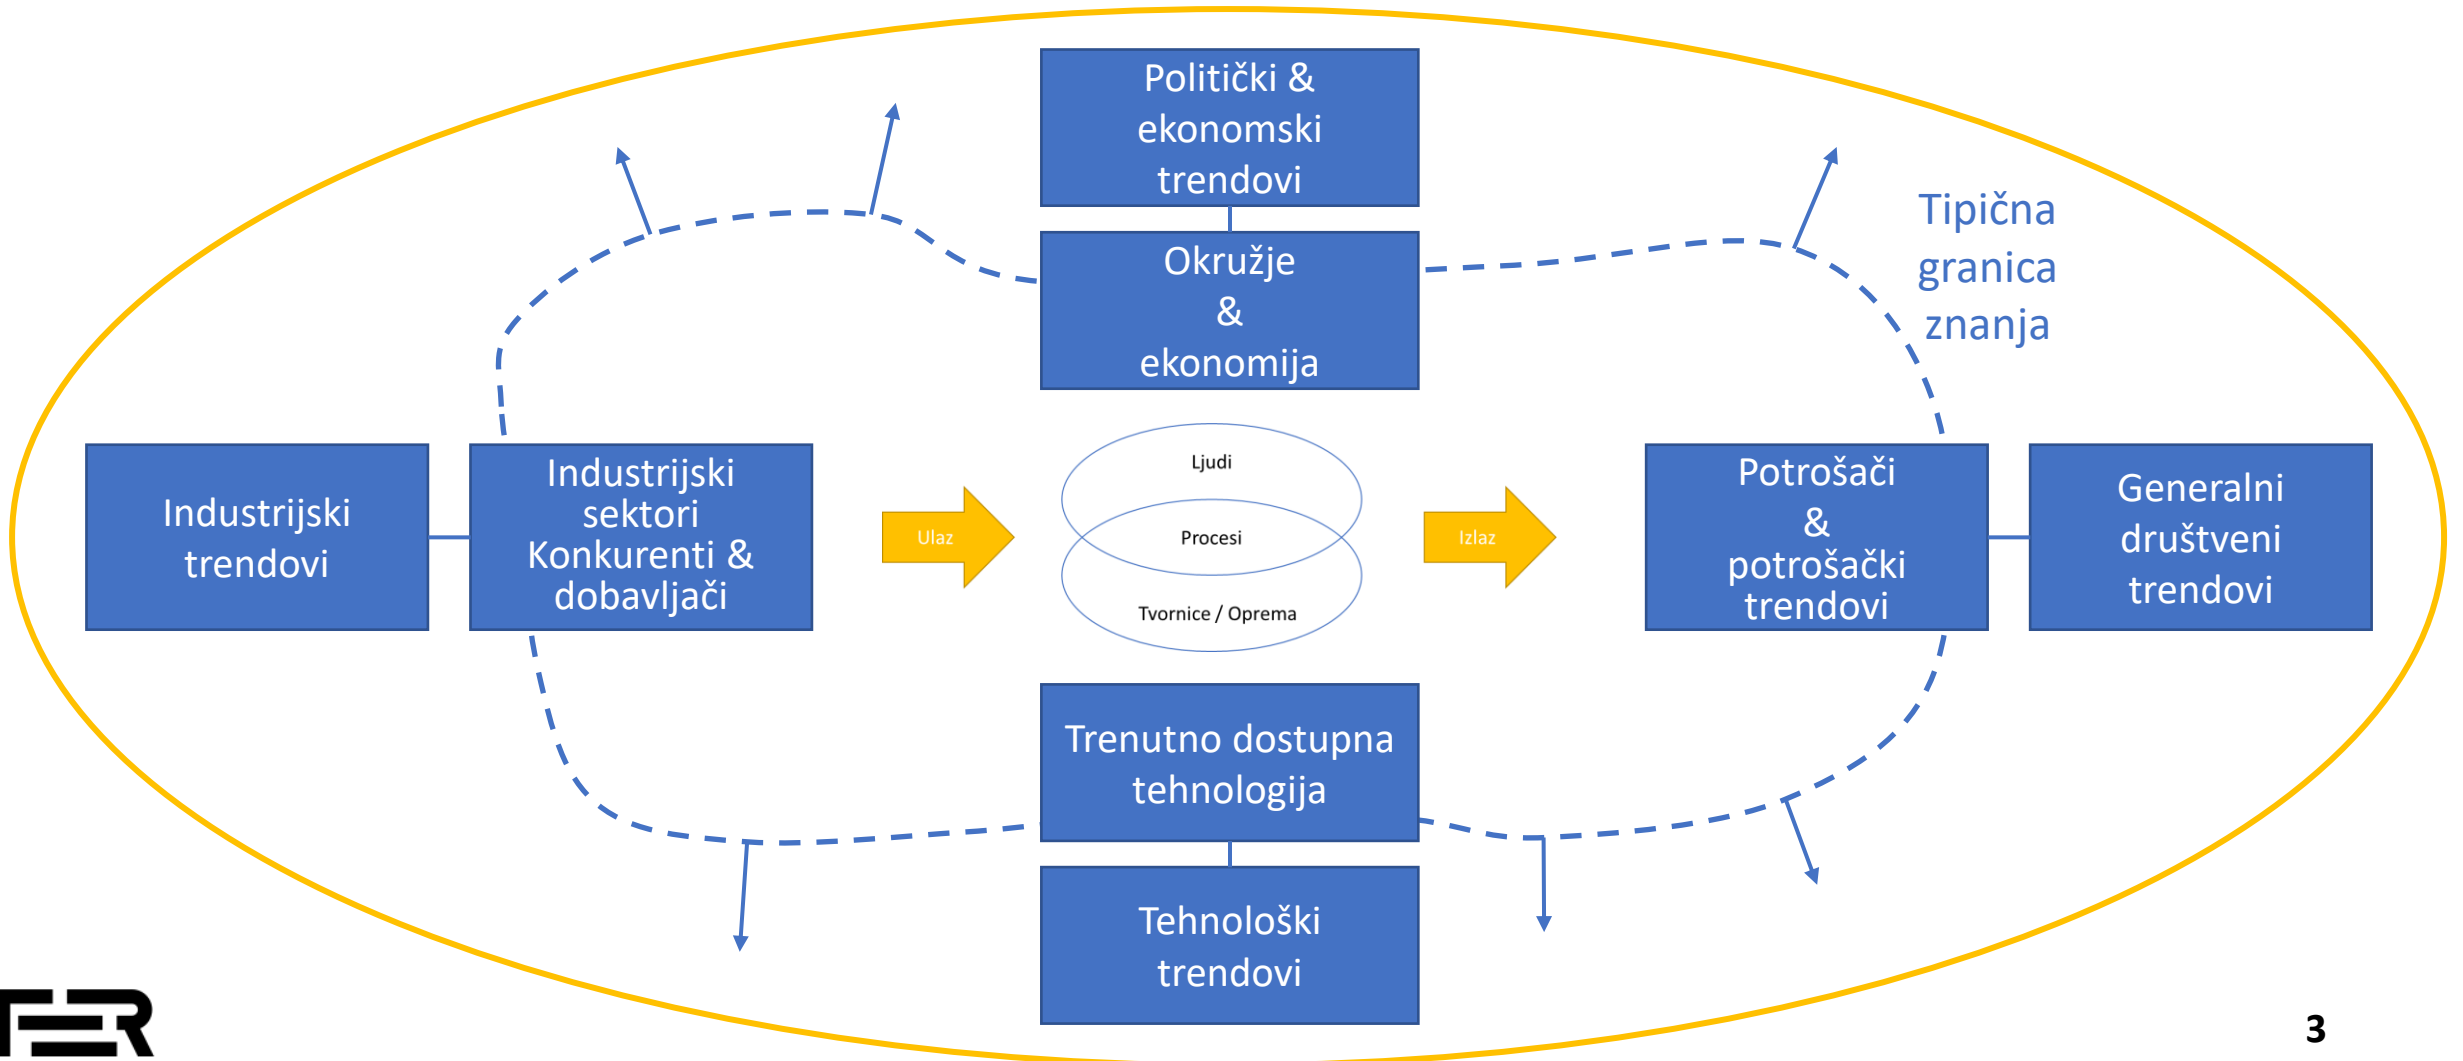 Politički &
ekonomski
trendovi
Tipična
granica
znanja
Okružje
&
ekonomija
Industrijski
trendovi
Industrijski
sektori
Konkurenti &
dobavljači
Ulaz
Ljudi
Procesi
Tvornice / Oprema
Izlaz
Potrošači
&
potrošački
trendovi
Generalni
društveni
trendovi
Trenutno dostupna
tehnologija
Tehnološki
trendovi
FER
3